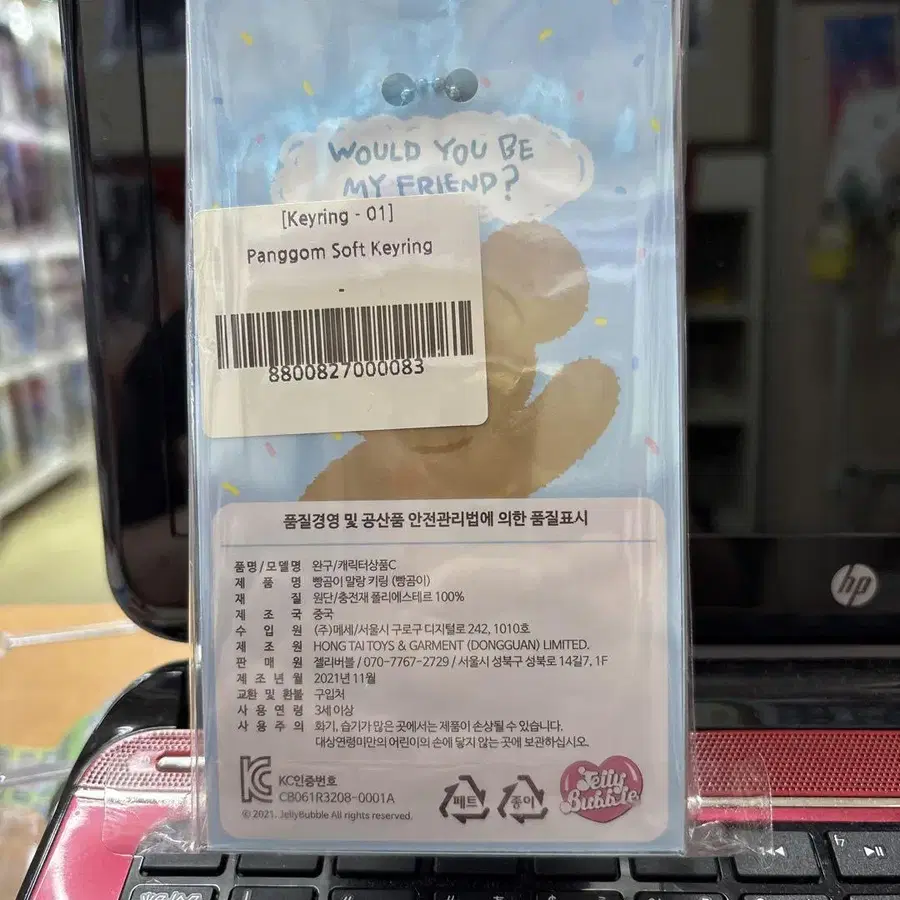 WOULD YOU BE
MY FRIEND?
[Keyring - 01]
Panggom Soft Keyring
-
8800827000083
품질경영 및 공산품 안전관리법에 의한 품질표시
품명/모델명 완구/캐릭터상품C
제품명 빵곰이 말랑 키링 (빵곰이)
재질 원단/충전재 폴리에스테르 100%
제조국 중국
수입원 (주)메세/서울시 구로구 디지털로 242, 1010호
제조원 HONG TAI TOYS & GARMENT (DONGGUAN) LIMITED.
판매원 젤리버블 / 070-7767-2729 / 서울시 성북구 성북로 14길7, 1F
제조년월 2021년 11월
교환 및 환불 구입처
사용연령 3세 이상
사용주의 화기, 습기가 많은 곳에서는 제품이 손상될 수 있습니다.
대상연령미만의 어린이의 손에 닿지 않는 곳에 보관하십시오.
KC인증번호
CB061R3208-0001A
페트
종이
Jelly
Bubble
© 2021. JellyBubble All rights reserved.
hp